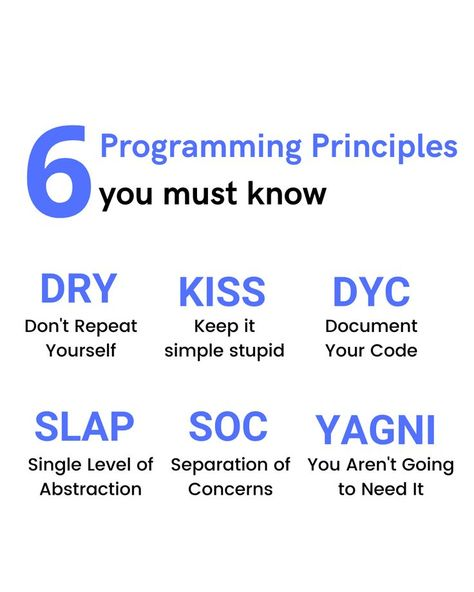 6 Programming Principles
you must know
DRY
Don't Repeat
Yourself
KISS
Keep it
simple stupid
DYC
Document
Your Code
SLAP
Single Level of
Abstraction
SOC
Separation of
Concerns
YAGNI
You Aren't Going
to Need It